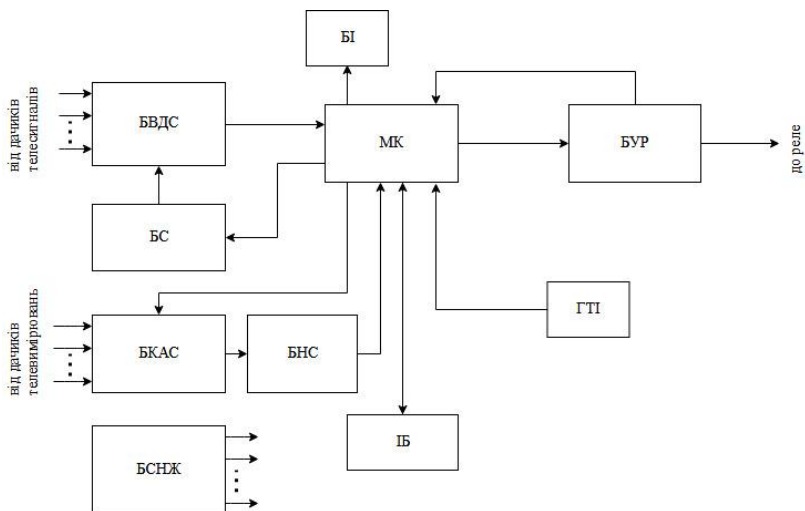 БІ
від дачиків
телесигналів
БВДС
МК
БУР
до реле
БС
ГТІ
від дачиків
телевимірювань
БКАС
БНС
ІБ
БСНЖ